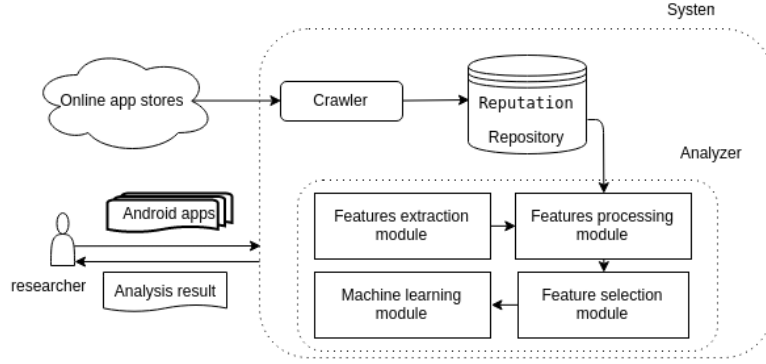 Systen
Online app stores
Crawler
Reputation
Repository
Analyzer
Android apps
Features extraction
module
Features processing
module
researcher
Analysis result
Machine learning
module
Feature selection
module